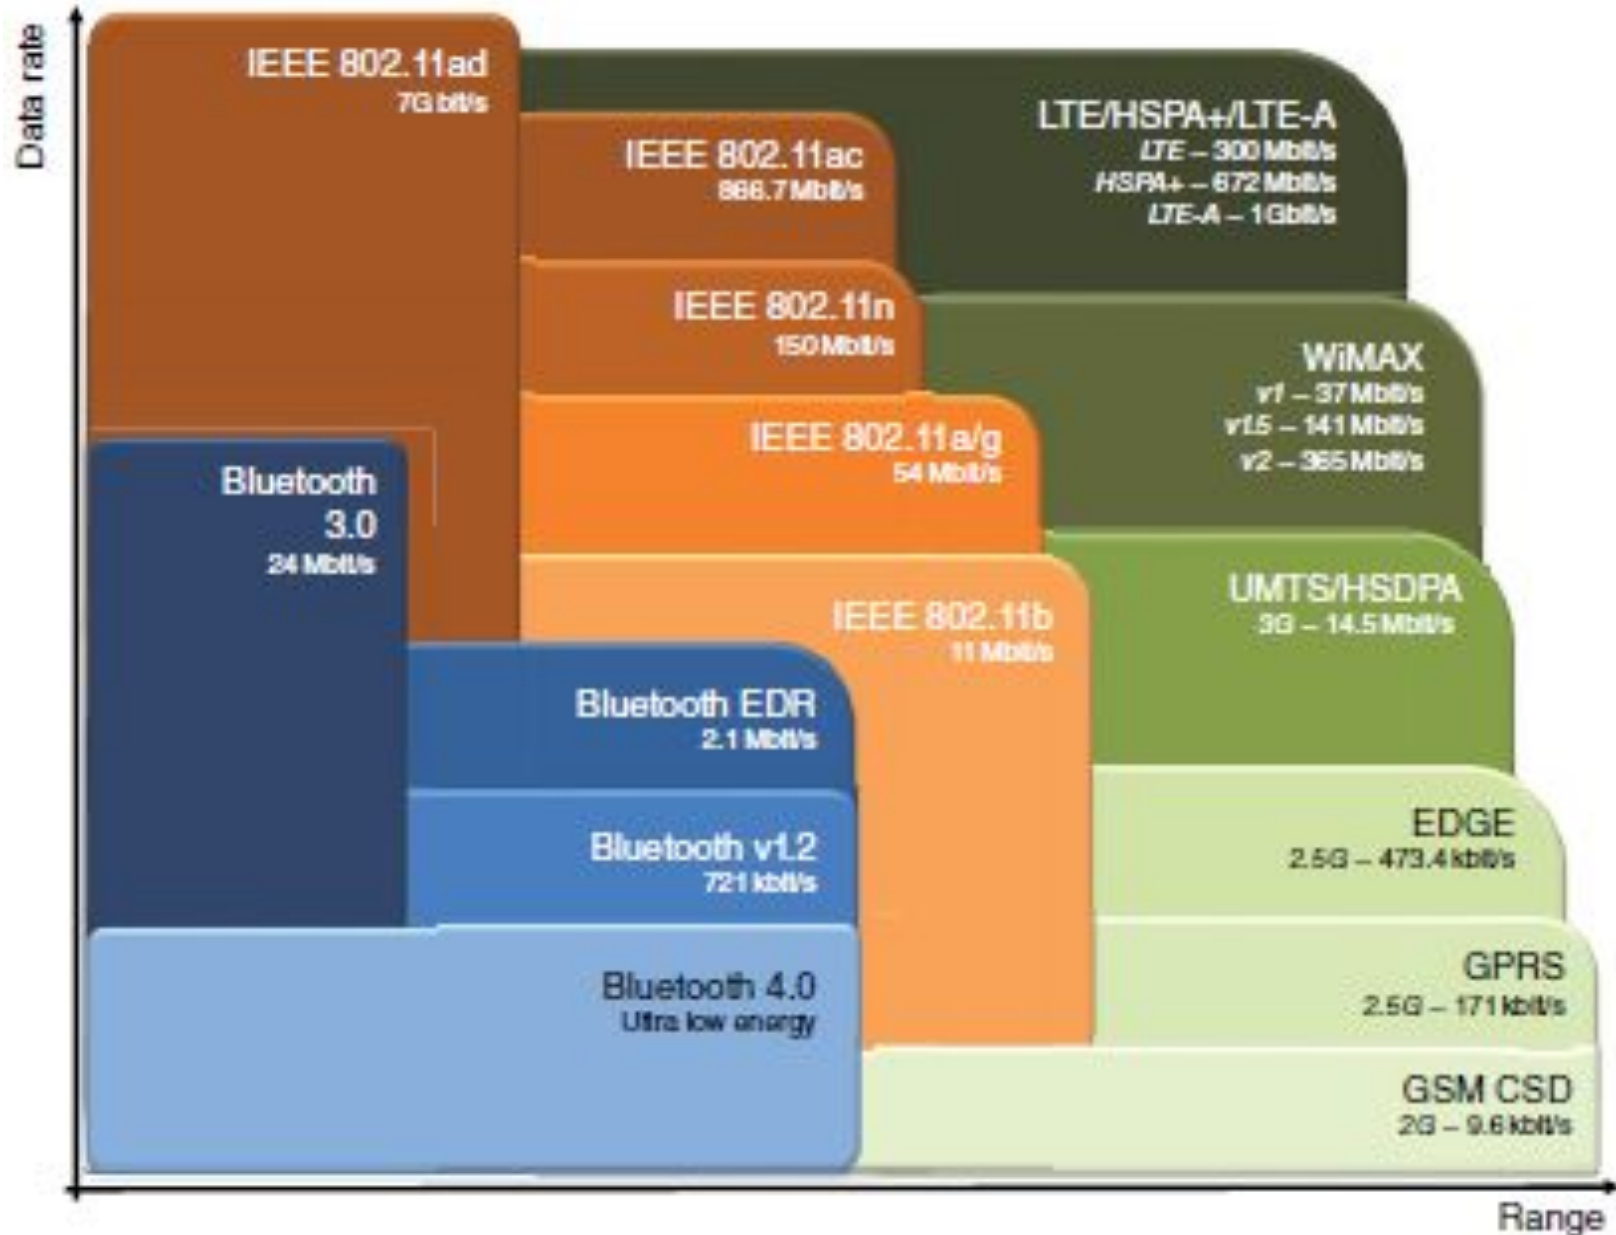 Data rate
IEEE 802.11ad
7G bit/s
LTE/HSPA+/LTE-A
LTE – 300 Mbit/s
HSPA+ – 672 Mbit/s
LTE-A – 1Gbit/s
IEEE 802.11ac
866.7 Mbit/s
IEEE 802.11n
150 Mbit/s
WiMAX
v1 – 37 Mbit/s
v1.5 – 141 Mbit/s
v2 – 365 Mbit/s
IEEE 802.11a/g
54 Mbit/s
Bluetooth
3.0
24 Mbit/s
UMTS/HSDPA
3G – 14.5 Mbit/s
IEEE 802.11b
11 Mbit/s
Bluetooth EDR
2.1 Mbit/s
EDGE
2.5G – 473.4 kbit/s
Bluetooth v1.2
721 kbit/s
GPRS
2.5G – 171 kbit/s
Bluetooth 4.0
Ultra low energy
GSM CSD
2G – 9.6 kbit/s
Range